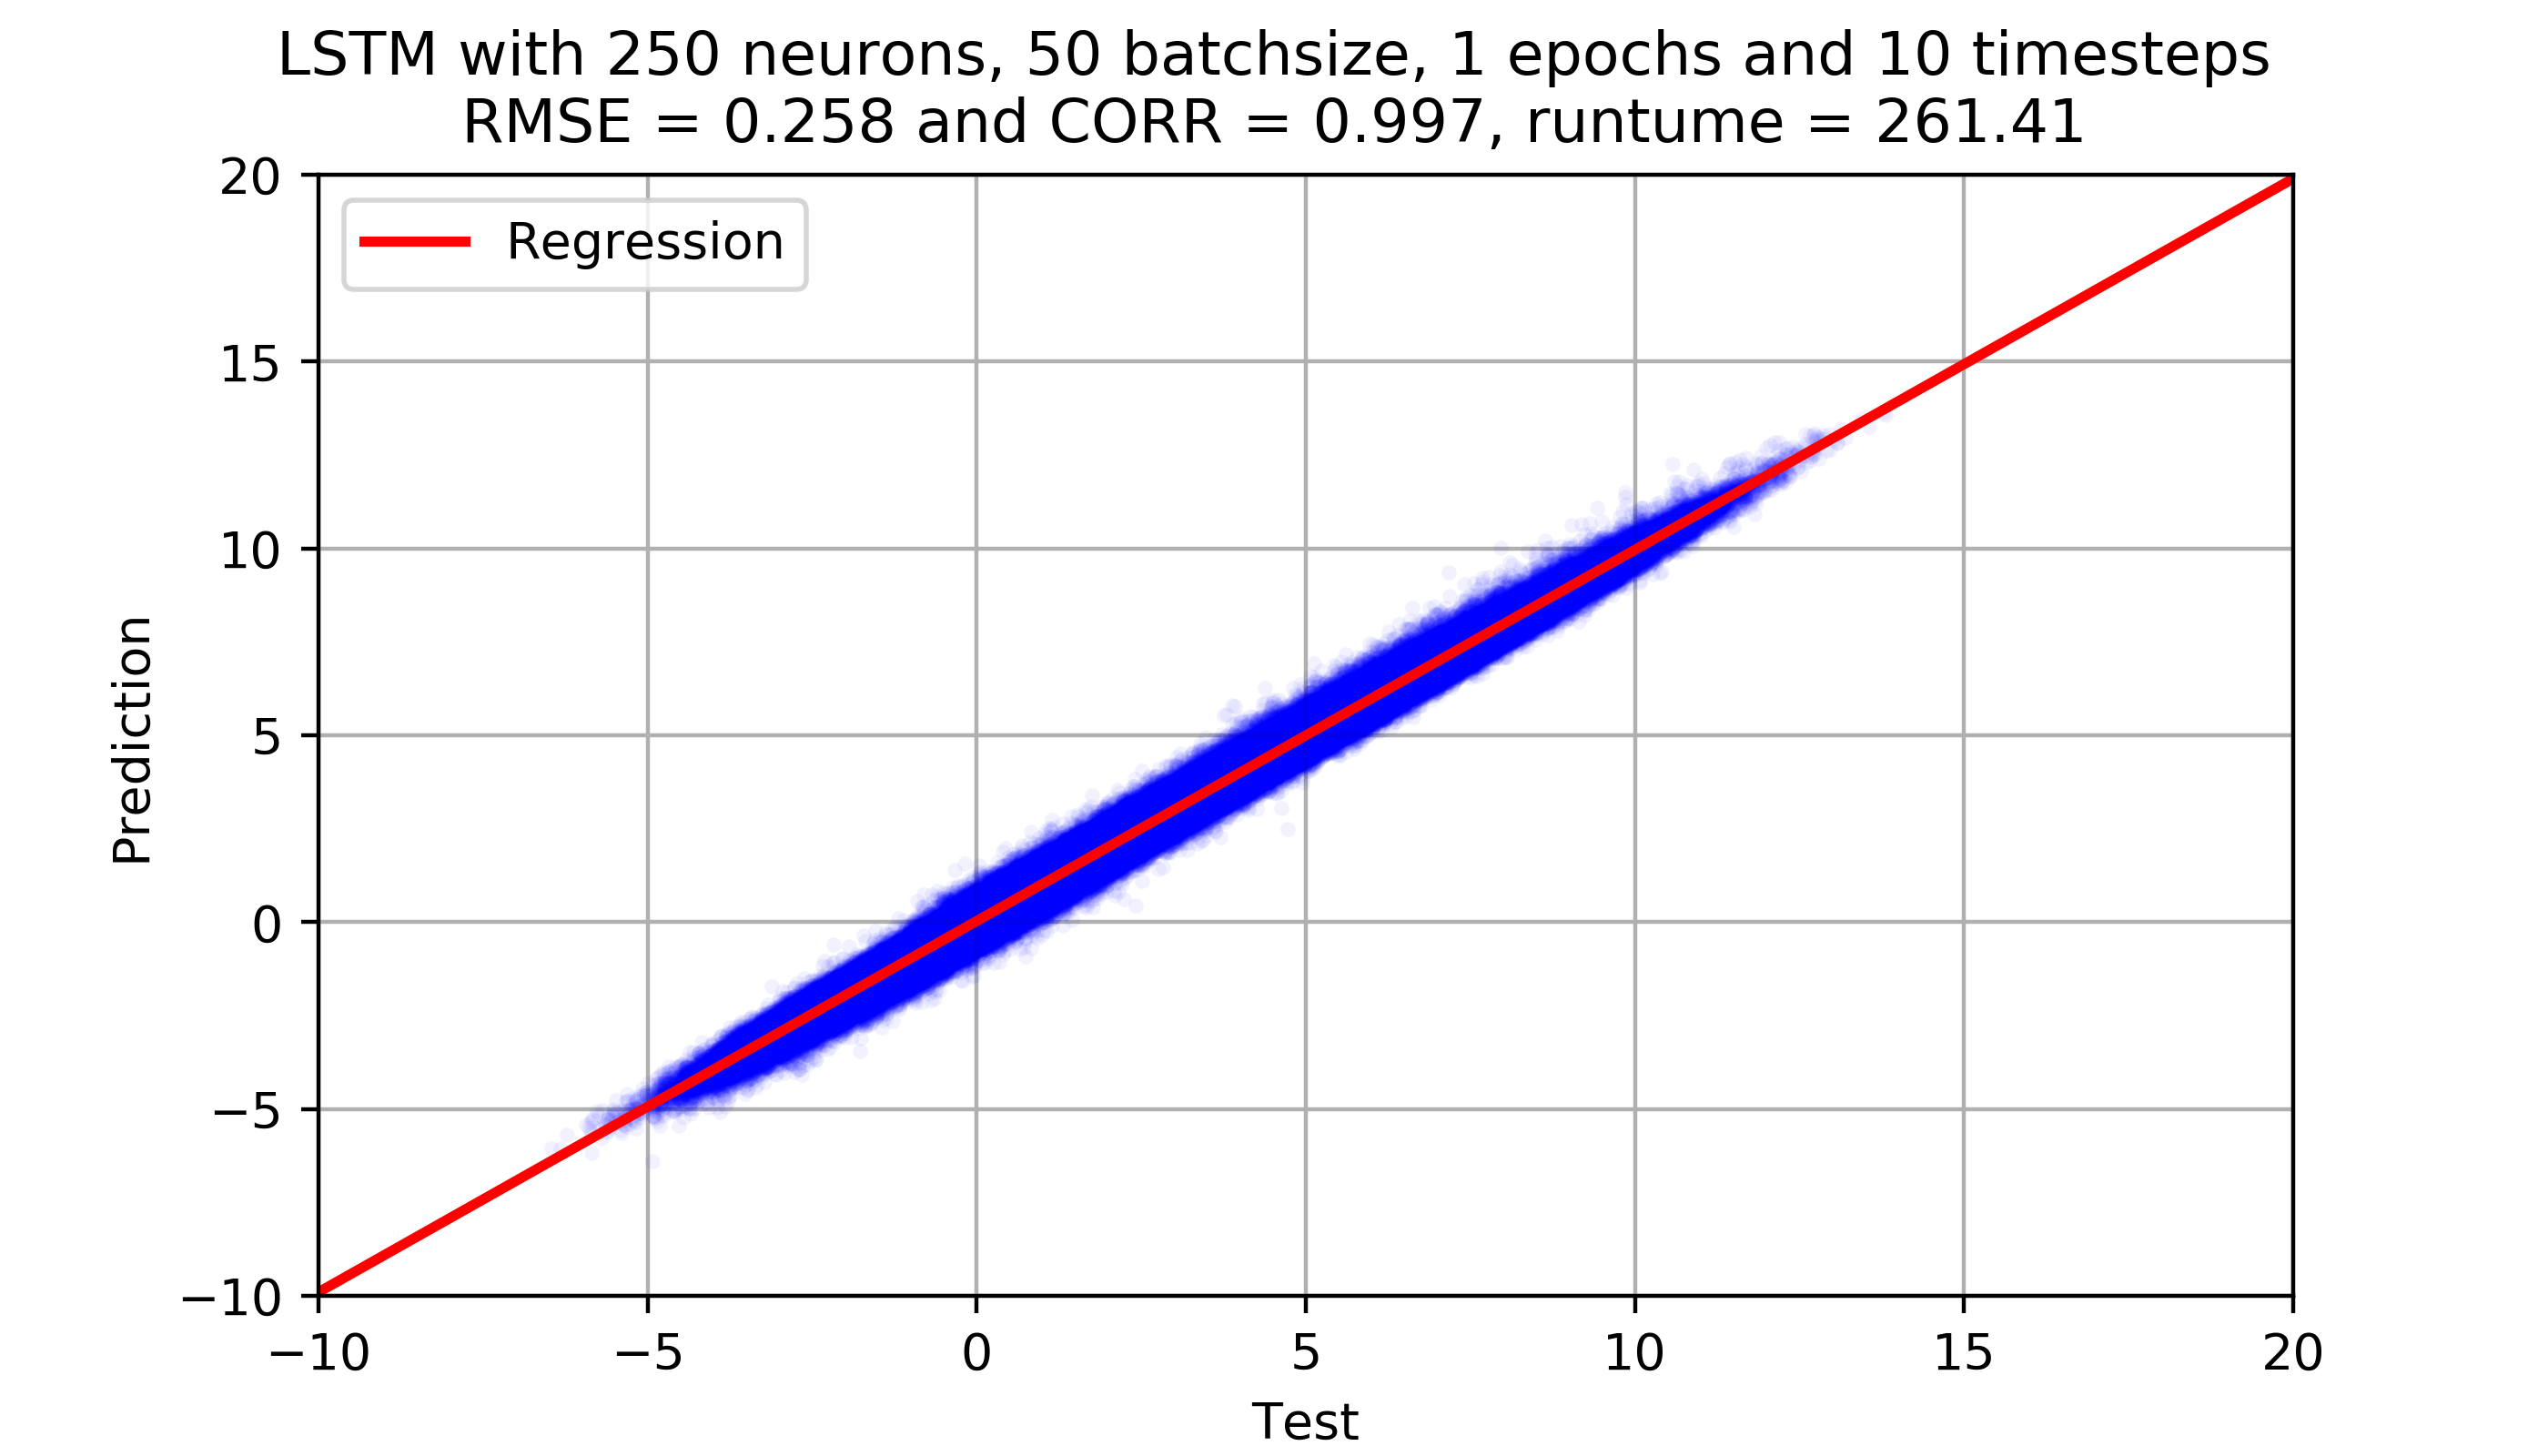 LSTM with 250 neurons, 50 batchsize, 1 epochs and 10 timesteps
RMSE = 0.258 and CORR = 0.997, runtume = 261.41
Regression
20
15
10
5
0
−5
−10
Prediction
−10
−5
0
5
10
15
20
Test